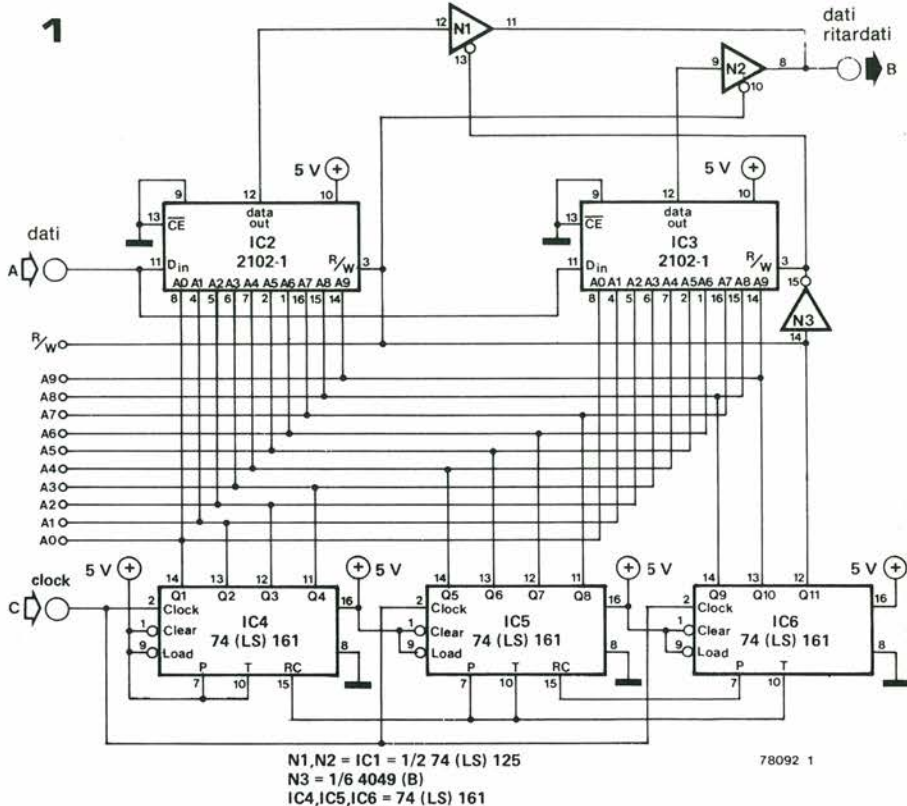 1
12 N1 11
13
dati
ritardati
9 N2 8
10
B
5 V +
5 V +
9 12 10
9 12 10
13 CE data out
13 CE data out
IC2
2102-1
IC3
2102-1
dati
A
11 Din R/W 3
11 Din R/W 3
A0 A1 A2 A3 A4 A5 A6 A7 A8 A9
8 4 5 6 7 2 1 16 15 14
A0 A1 A2 A3 A4 A5 A6 A7 A8 A9
8 4 5 6 7 2 1 16 15 14
15
N3
14
R/W
A9
A8
A7
A6
A5
A4
A3
A2
A1
A0
clock
C
5 V +
+
5 V
+
5 V
5 V +
14 13 12 11
Q1 Q2 Q3 Q4
2 Clock 16
IC4
1 Clear
74 (LS) 161
9 Load 8
P T RC
7 10 15
14 13 12 11
Q5 Q6 Q7 Q8
2 Clock 16
IC5
1 Clear
74 (LS) 161
9 Load 8
P T RC
7 10 15
14 13 12
Q9 Q10 Q11
2 Clock 16
IC6
1 Clear
74 (LS) 161
9 Load 8
P T
7 10
N1,N2 = IC1 = 1/2 74 (LS) 125
N3 = 1/6 4049 (B)
IC4,IC5,IC6 = 74 (LS) 161
78092 1